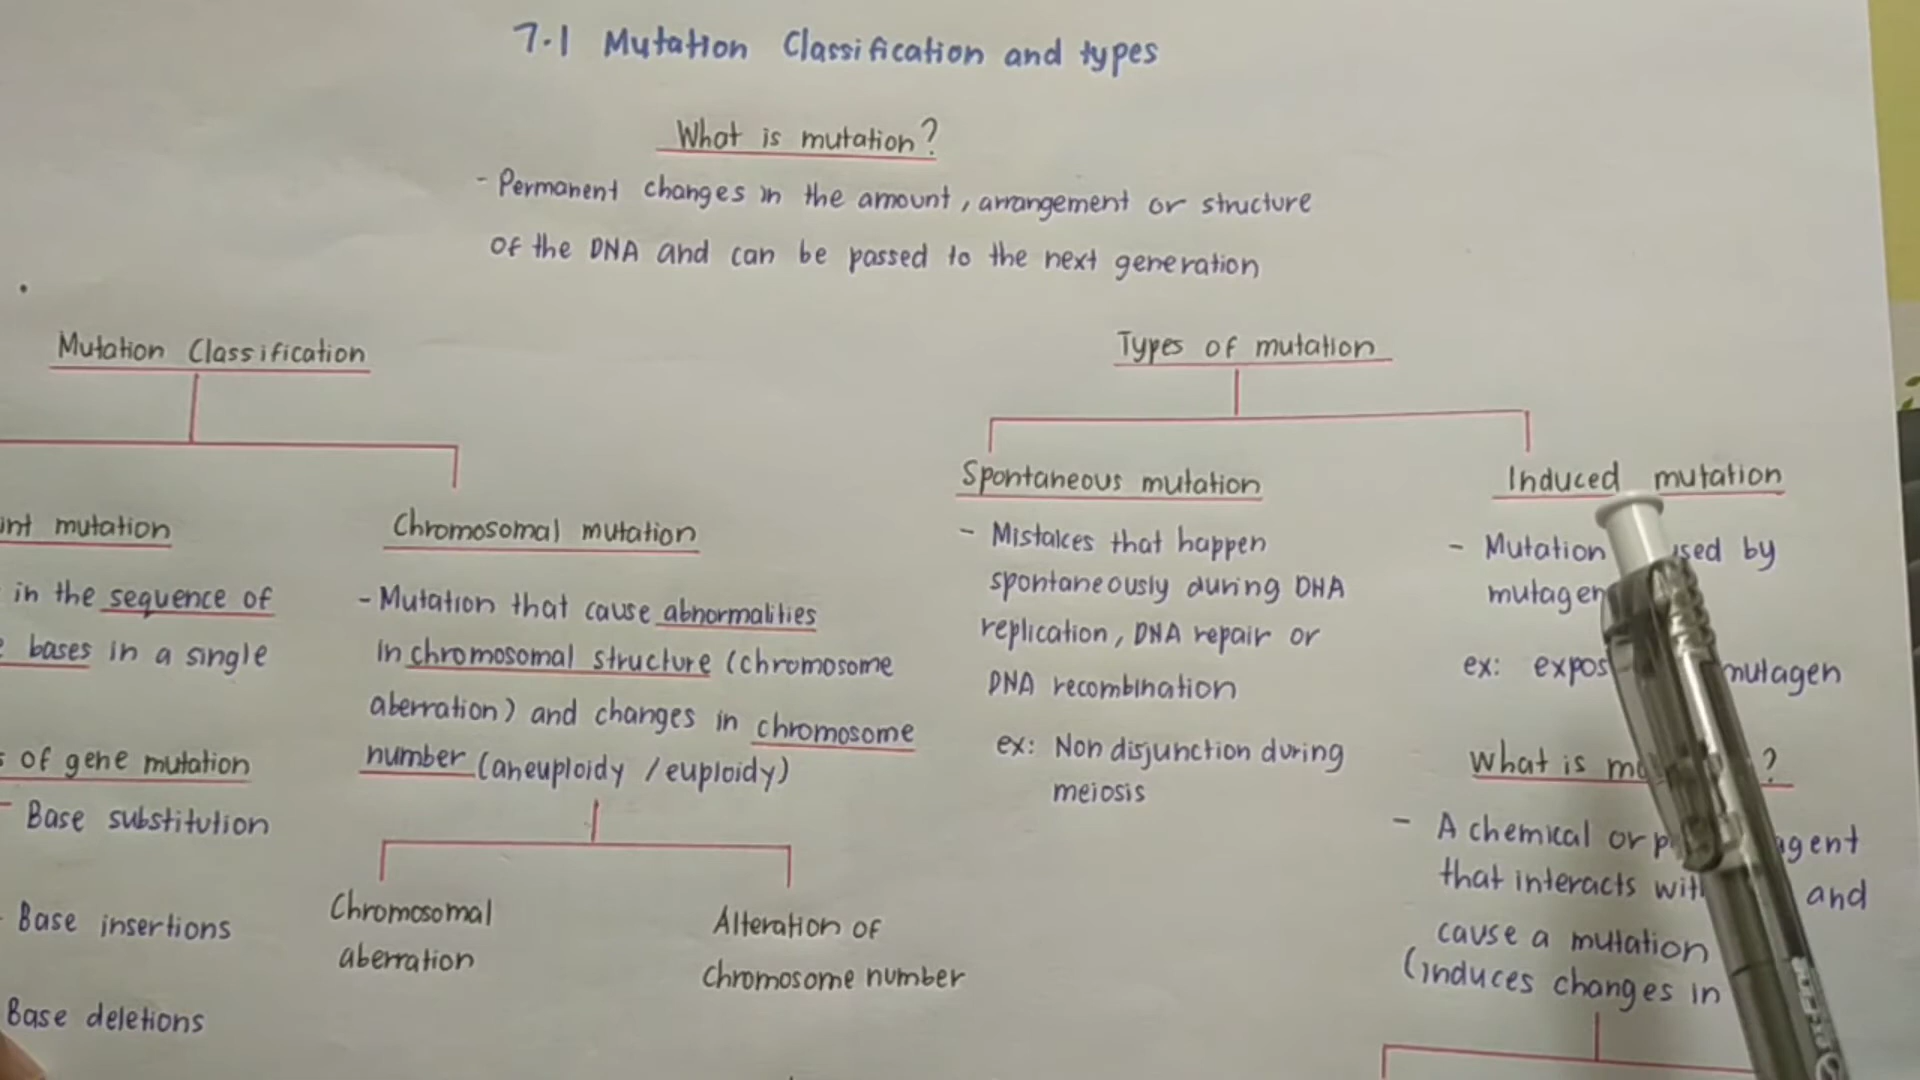 7.1 Mutation Classification and types
What is mutation?
- Permanent changes in the amount, arrangement or structure
of the DNA and can be passed to the next generation
Mutation Classification
mutation
in the sequence of
bases in a single
of gene mutation
- Base substitution
- Base insertions
Base deletions
Chromosomal mutation
- Mutation that cause abnormalities
in chromosomal structure (chromosome
aberration) and changes in chromosome
number (aneuploidy / euploidy)
Chromosomal
aberration
Alteration of
chromosome number
Types of mutation
Spontaneous mutation
- Mistakes that happen
spontaneously during DNA
replication, DNA repair or
DNA recombination
ex: Non disjunction during
meiosis
Induced mutation
- Mutation by
ex: mutagen
What is ?
- A chemical or agent
that interacts and
cause a mutation
(induces changes in